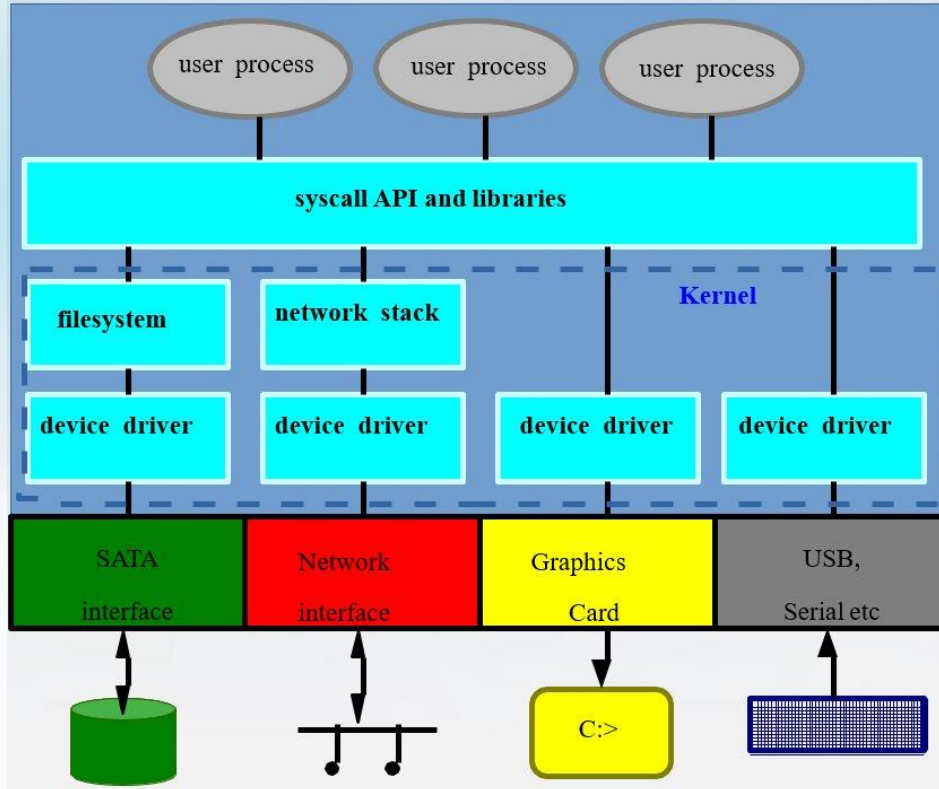 user process
user process
user process
syscall API and libraries
Kernel
filesystem
network stack
device driver
device driver
device driver
device driver
SATA
interface
Network
interface
Graphics
Card
USB,
Serial etc
C:>